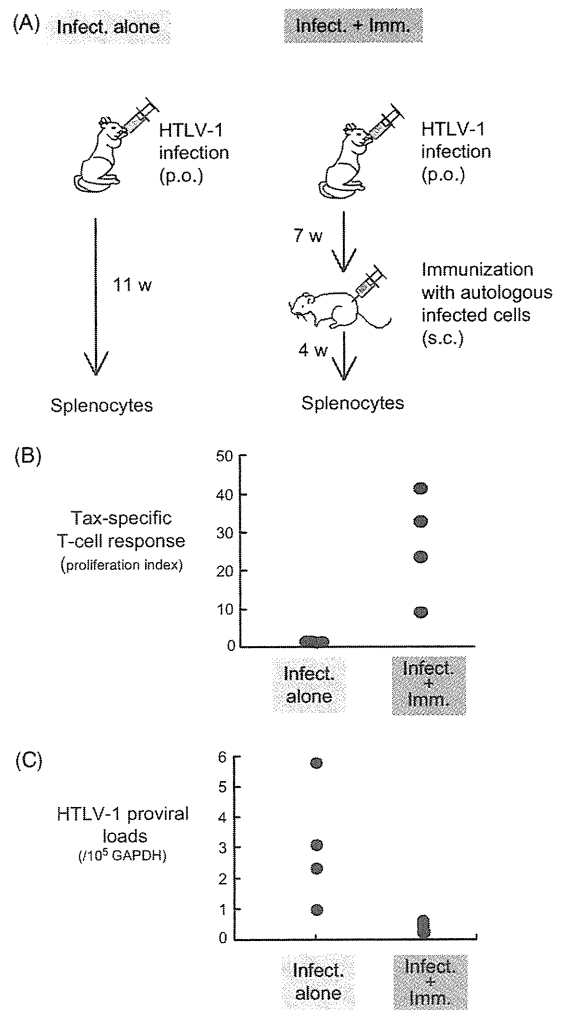 (A) Infect. alone
Infect. + Imm.
HTLV-1
infection
(p.o.)
HTLV-1
infection
(p.o.)
7 w
11 w
Immunization
with autologous
infected cells
(s.c.)
4 w
Splenocytes
Splenocytes
(B)
Tax-specific
T-cell response
(proliferation index)
50
40
30
20
10
0
Infect.
alone
Infect.
+
Imm.
(C)
HTLV-1 proviral
loads
(/10⁵ GAPDH)
6
5
4
3
2
1
0
Infect.
alone
Infect.
+
Imm.